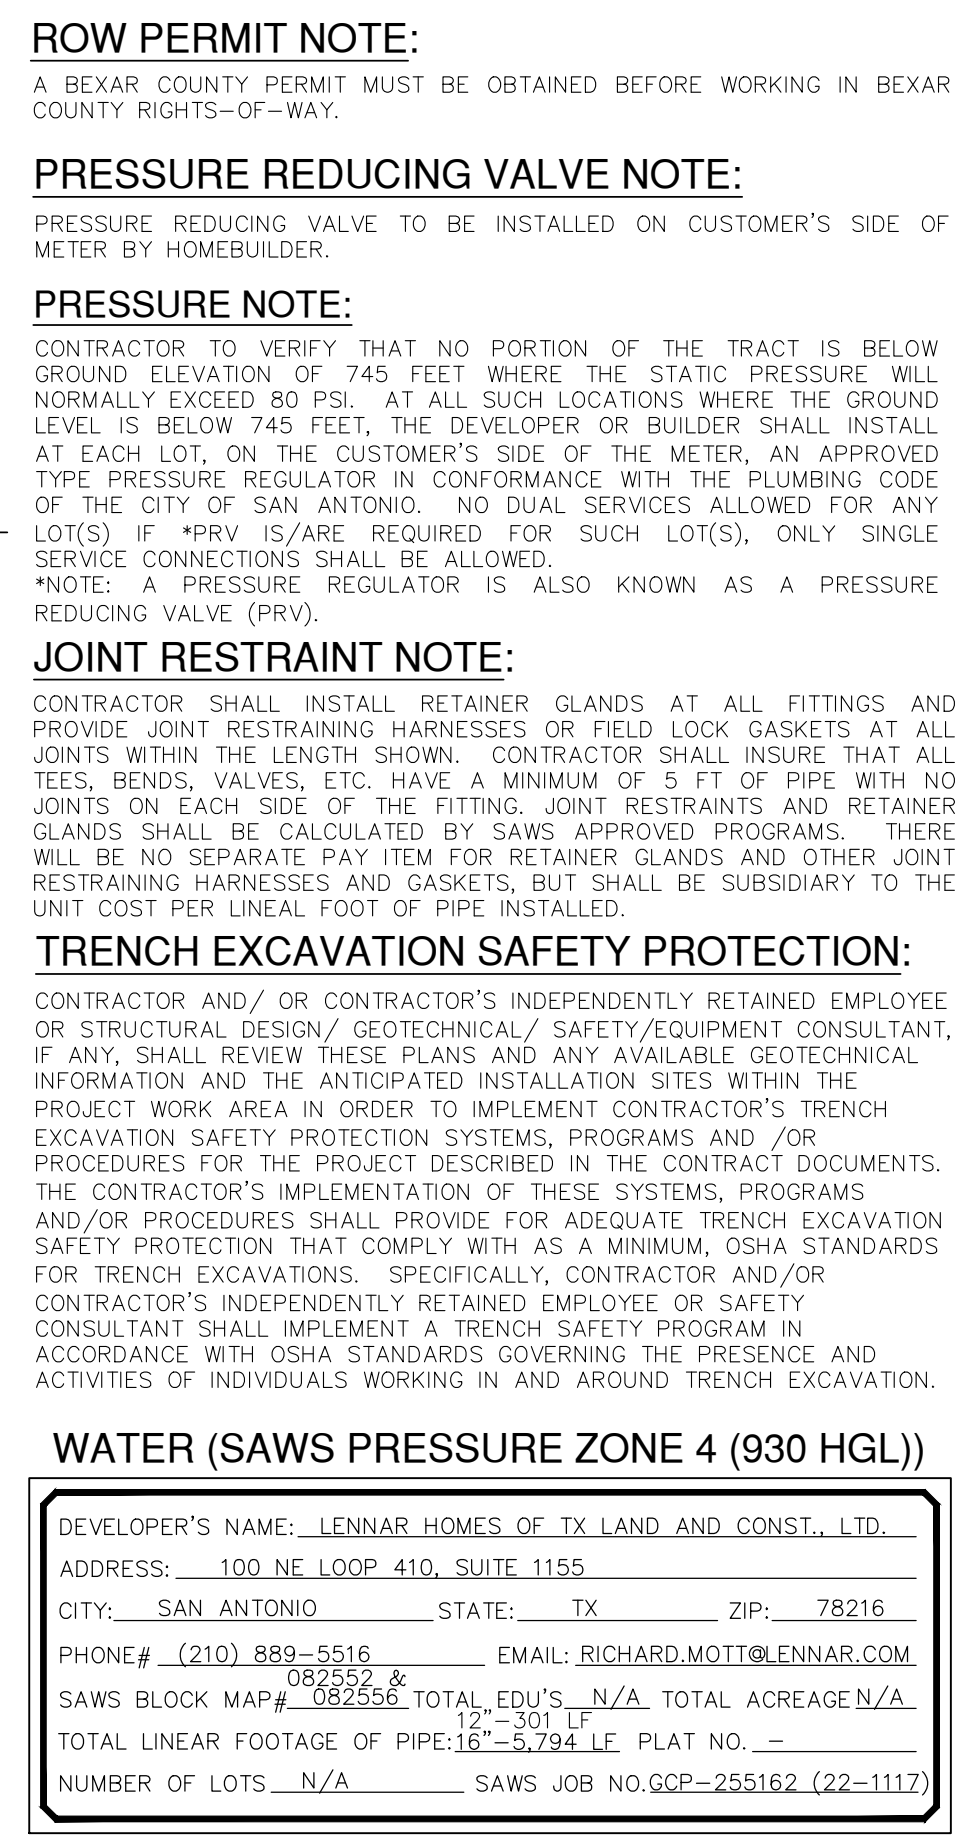 ROW PERMIT NOTE:
A BEXAR COUNTY PERMIT MUST BE OBTAINED BEFORE WORKING IN BEXAR
COUNTY RIGHTS-OF-WAY.
PRESSURE REDUCING VALVE NOTE:
PRESSURE REDUCING VALVE TO BE INSTALLED ON CUSTOMER'S SIDE OF
METER BY HOMEBUILDER.
PRESSURE NOTE:
CONTRACTOR TO VERIFY THAT NO PORTION OF THE TRACT IS BELOW
GROUND ELEVATION OF 745 FEET WHERE THE STATIC PRESSURE WILL
NORMALLY EXCEED 80 PSI. AT ALL SUCH LOCATIONS WHERE THE GROUND
LEVEL IS BELOW 745 FEET, THE DEVELOPER OR BUILDER SHALL INSTALL
AT EACH LOT, ON THE CUSTOMER'S SIDE OF THE METER, AN APPROVED
TYPE PRESSURE REGULATOR IN CONFORMANCE WITH THE PLUMBING CODE
OF THE CITY OF SAN ANTONIO. NO DUAL SERVICES ALLOWED FOR ANY
LOT(S) IF *PRV IS/ARE REQUIRED FOR SUCH LOT(S), ONLY SINGLE
SERVICE CONNECTIONS SHALL BE ALLOWED.
*NOTE: A PRESSURE REGULATOR IS ALSO KNOWN AS A PRESSURE
REDUCING VALVE (PRV).
JOINT RESTRAINT NOTE:
CONTRACTOR SHALL INSTALL RETAINER GLANDS AT ALL FITTINGS AND
PROVIDE JOINT RESTRAINING HARNESSES OR FIELD LOCK GASKETS AT ALL
JOINTS WITHIN THE LENGTH SHOWN. CONTRACTOR SHALL INSURE THAT ALL
TEES, BENDS, VALVES, ETC. HAVE A MINIMUM OF 5 FT OF PIPE WITH NO
JOINTS ON EACH SIDE OF THE FITTING. JOINT RESTRAINTS AND RETAINER
GLANDS SHALL BE CALCULATED BY SAWS APPROVED PROGRAMS. THERE
WILL BE NO SEPARATE PAY ITEM FOR RETAINER GLANDS AND OTHER JOINT
RESTRAINING HARNESSES AND GASKETS, BUT SHALL BE SUBSIDIARY TO THE
UNIT COST PER LINEAL FOOT OF PIPE INSTALLED.
TRENCH EXCAVATION SAFETY PROTECTION:
CONTRACTOR AND/ OR CONTRACTOR'S INDEPENDENTLY RETAINED EMPLOYEE
OR STRUCTURAL DESIGN/ GEOTECHNICAL/ SAFETY/EQUIPMENT CONSULTANT,
IF ANY, SHALL REVIEW THESE PLANS AND ANY AVAILABLE GEOTECHNICAL
INFORMATION AND THE ANTICIPATED INSTALLATION SITES WITHIN THE
PROJECT WORK AREA IN ORDER TO IMPLEMENT CONTRACTOR'S TRENCH
EXCAVATION SAFETY PROTECTION SYSTEMS, PROGRAMS AND /OR
PROCEDURES FOR THE PROJECT DESCRIBED IN THE CONTRACT DOCUMENTS.
THE CONTRACTOR'S IMPLEMENTATION OF THESE SYSTEMS, PROGRAMS
AND/OR PROCEDURES SHALL PROVIDE FOR ADEQUATE TRENCH EXCAVATION
SAFETY PROTECTION THAT COMPLY WITH AS A MINIMUM, OSHA STANDARDS
FOR TRENCH EXCAVATIONS. SPECIFICALLY, CONTRACTOR AND/OR
CONTRACTOR'S INDEPENDENTLY RETAINED EMPLOYEE OR SAFETY
CONSULTANT SHALL IMPLEMENT A TRENCH SAFETY PROGRAM IN
ACCORDANCE WITH OSHA STANDARDS GOVERNING THE PRESENCE AND
ACTIVITIES OF INDIVIDUALS WORKING IN AND AROUND TRENCH EXCAVATION.
WATER (SAWS PRESSURE ZONE 4 (930 HGL))
DEVELOPER'S NAME: LENNAR HOMES OF TX LAND AND CONST., LTD.
ADDRESS: 100 NE LOOP 410, SUITE 1155
CITY: SAN ANTONIO STATE: TX ZIP: 78216
PHONE# (210) 889-5516 EMAIL: RICHARD.MOTT@LENNAR.COM
082552 &
SAWS BLOCK MAP# 082556 TOTAL EDU'S N/A TOTAL ACREAGE N/A
12"-301 LF
TOTAL LINEAR FOOTAGE OF PIPE: 16"-5,794 LF PLAT NO. -
NUMBER OF LOTS N/A SAWS JOB NO. GCP-255162 (22-1117)